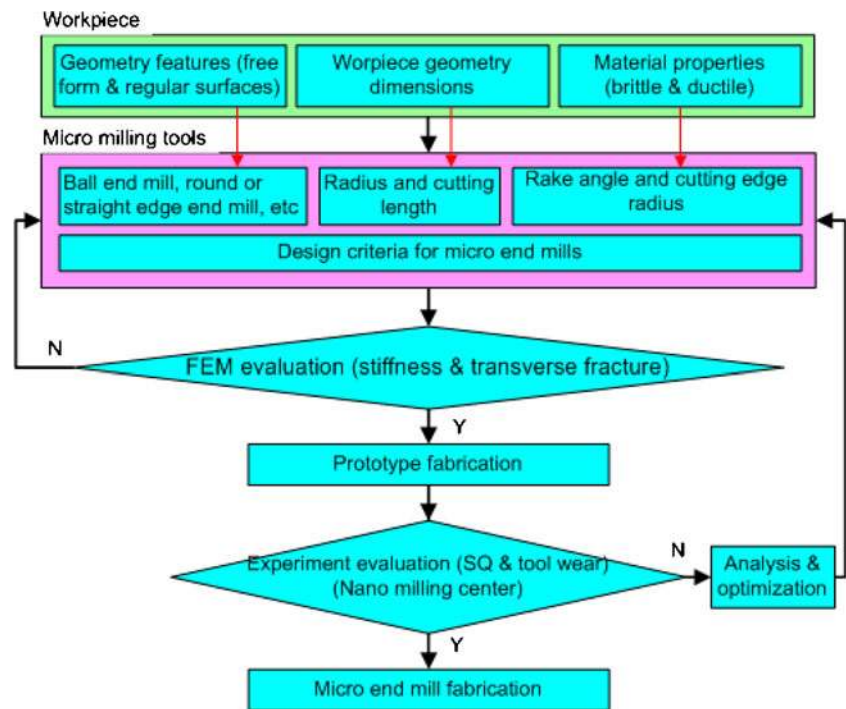 Workpiece
Geometry features (free
form & regular surfaces)
Worpiece geometry
dimensions
Material properties
(brittle & ductile)
Micro milling tools
Ball end mill, round or
straight edge end mill, etc
Radius and cutting
length
Rake angle and cutting edge
radius
Design criteria for micro end mills
N
FEM evaluation (stiffness & transverse fracture)
Y
Prototype fabrication
Experiment evaluation (SQ & tool wear)
(Nano milling center)
N
Analysis &
optimization
Y
Micro end mill fabrication